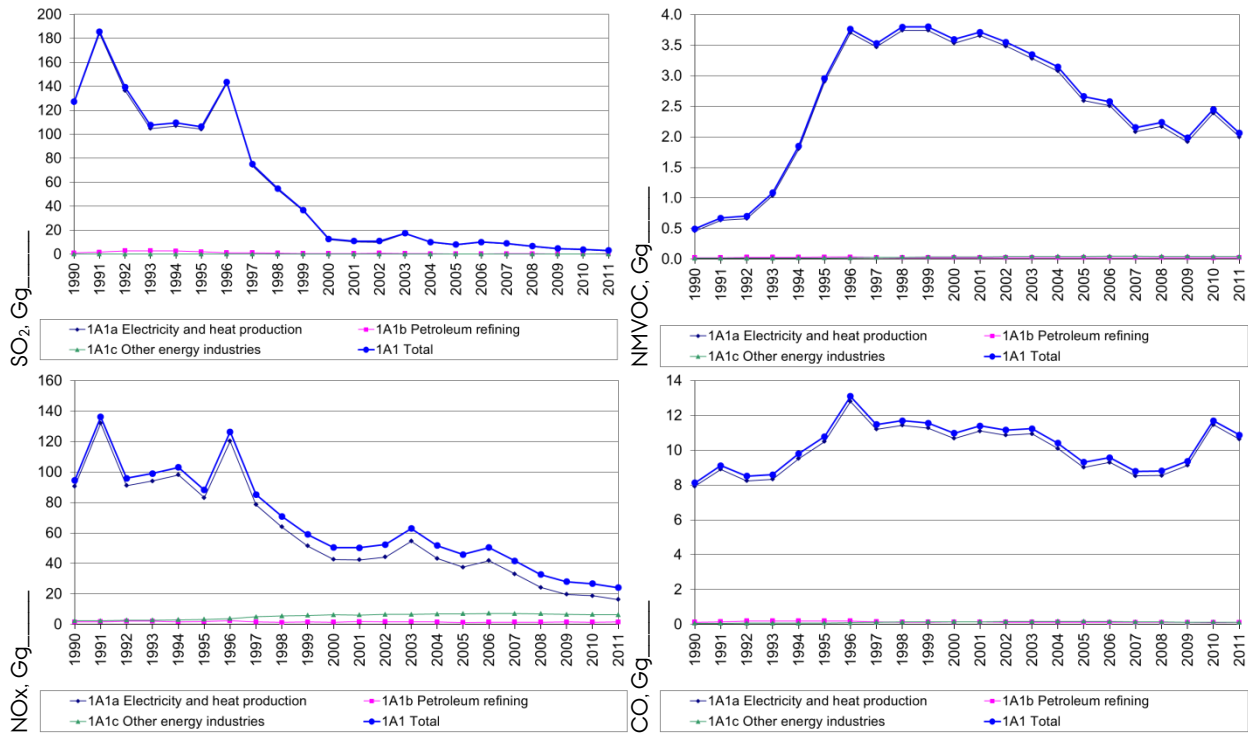 200
180
160
140
120
100
80
60
40
20
0
1990 1991 1992 1993 1994 1995 1996 1997 1998 1999 2000 2001 2002 2003 2004 2005 2006 2007 2008 2009 2010 2011
SO₂, Gg
1A1a Electricity and heat production 1A1b Petroleum refining
1A1c Other energy industries 1A1 Total
4.0
3.5
3.0
2.5
2.0
1.5
1.0
0.5
0.0
1990 1991 1992 1993 1994 1995 1996 1997 1998 1999 2000 2001 2002 2003 2004 2005 2006 2007 2008 2009 2010 2011
NMVOC, Gg
1A1a Electricity and heat production 1A1b Petroleum refining
1A1c Other energy industries 1A1 Total
160
140
120
100
80
60
40
20
0
1990 1991 1992 1993 1994 1995 1996 1997 1998 1999 2000 2001 2002 2003 2004 2005 2006 2007 2008 2009 2010 2011
NOx, Gg
1A1a Electricity and heat production 1A1b Petroleum refining
1A1c Other energy industries 1A1 Total
14
12
10
8
6
4
2
0
1990 1991 1992 1993 1994 1995 1996 1997 1998 1999 2000 2001 2002 2003 2004 2005 2006 2007 2008 2009 2010 2011
CO, Gg
1A1a Electricity and heat production 1A1b Petroleum refining
1A1c Other energy industries 1A1 Total